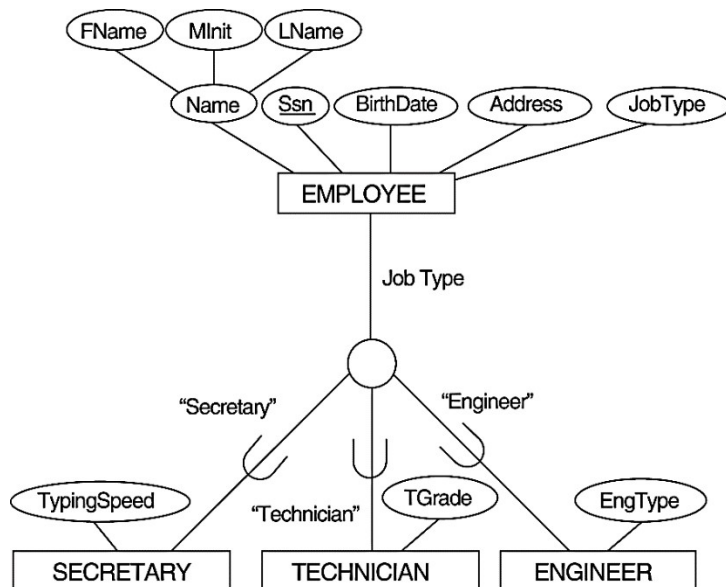 FName MInit LName
Name Ssn BirthDate Address JobType
EMPLOYEE
Job Type
“Secretary” “Engineer”
TypingSpeed “Technician” TGrade EngType
SECRETARY TECHNICIAN ENGINEER